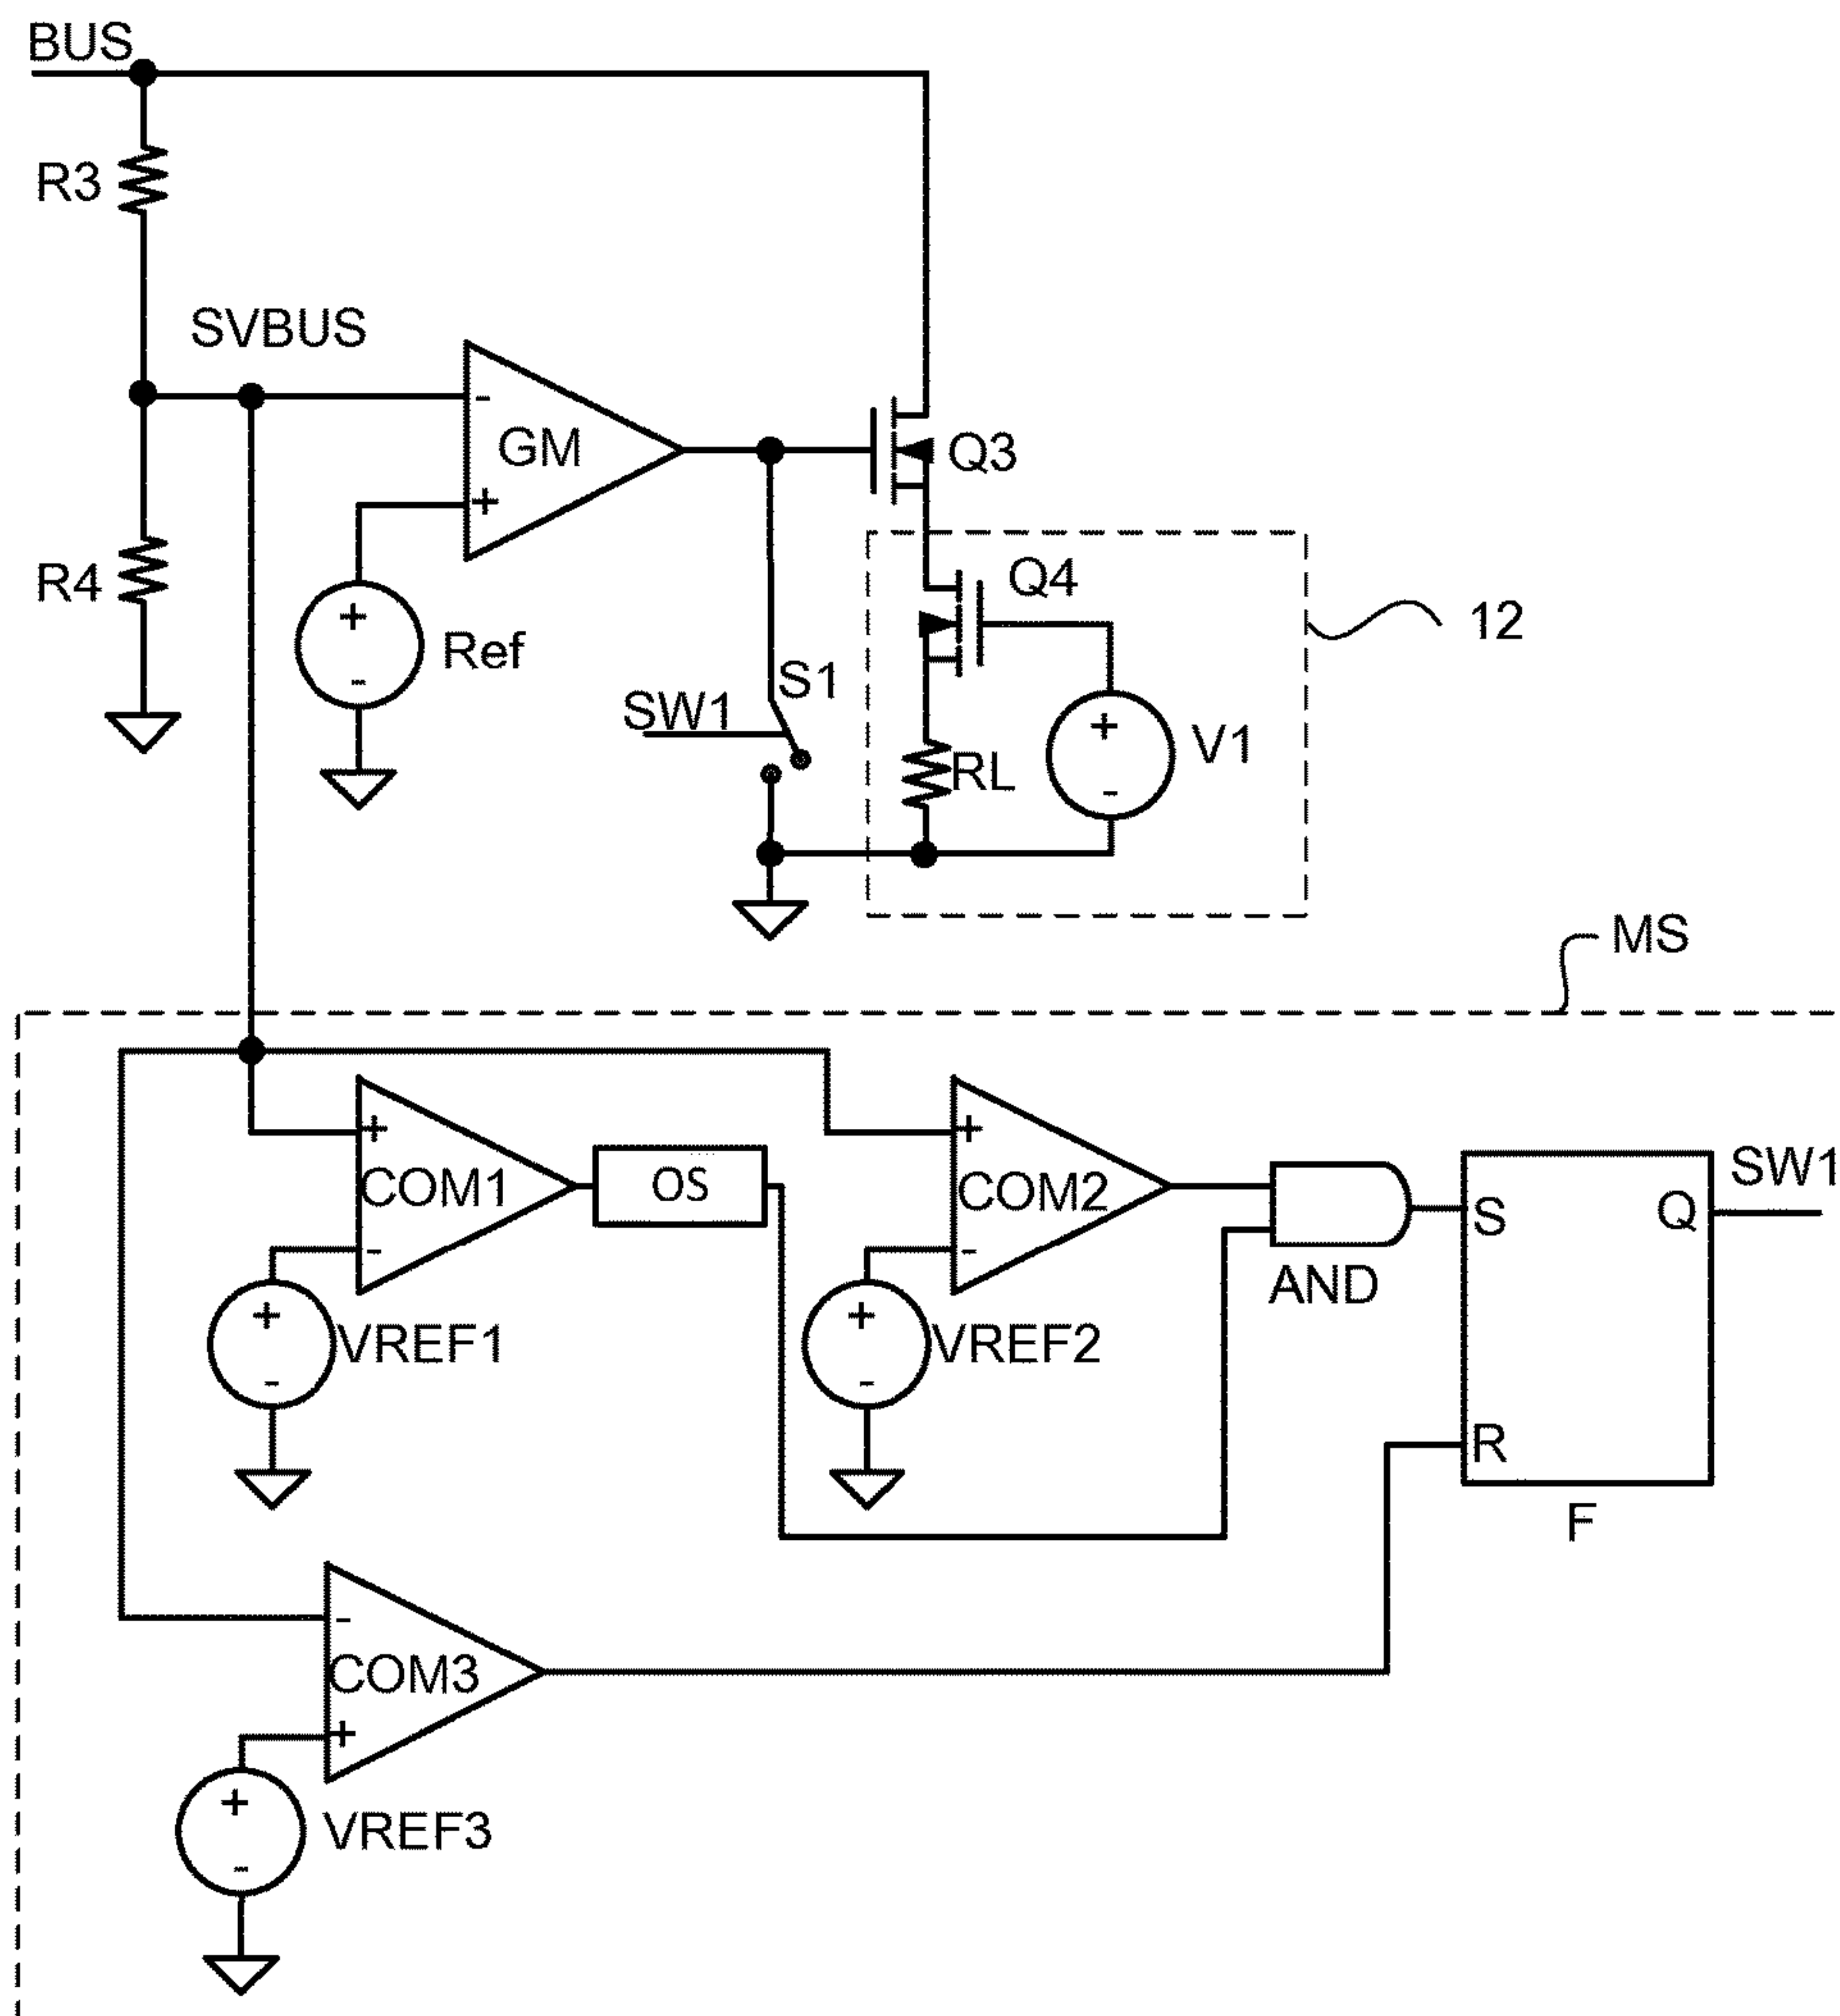 BUS
R3
SVBUS
-
GM
+
Q3
R4
+
-
Ref
Q4
12
SW1
S1
RL
+
-
V1
MS
+
COM1
-
OS
+
COM2
-
AND
S
Q
SW1
R
F
+
-
VREF1
+
-
VREF2
-
COM3
+
+
-
VREF3